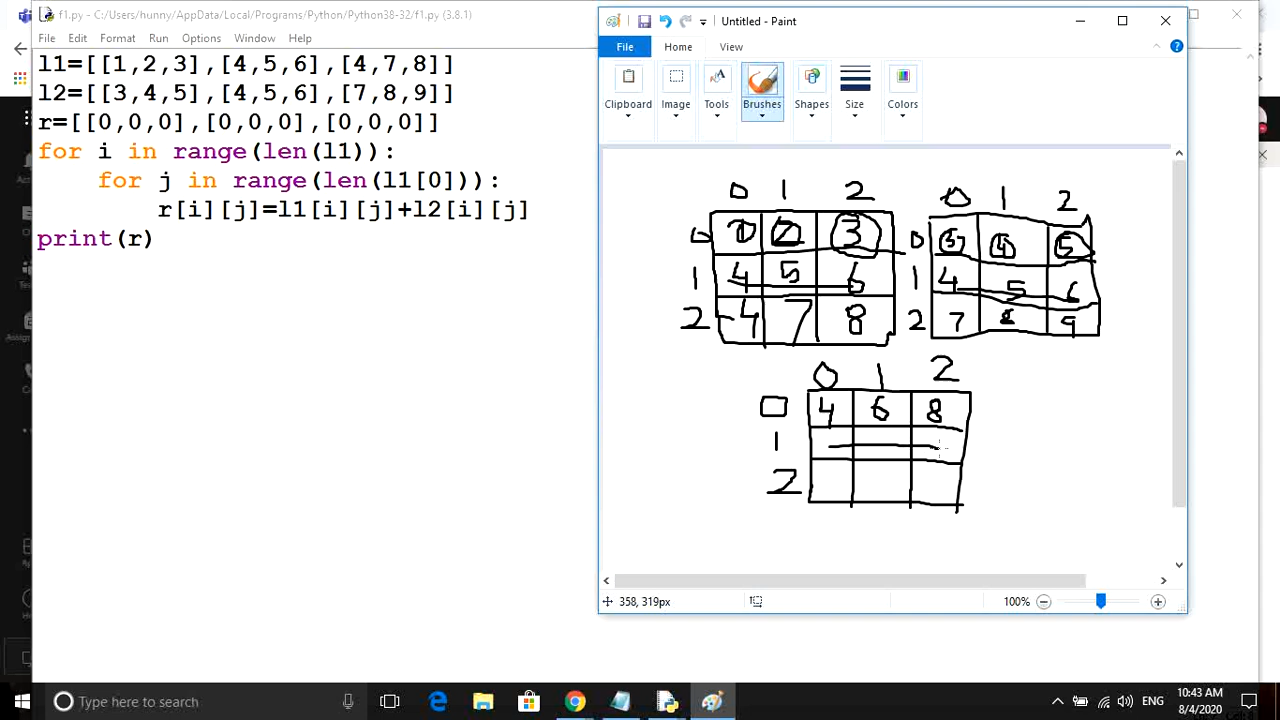 f1.py - C:/Users/hunny/AppData/Local/Programs/Python/Python38-32/f1.py (3.8.1)
File Edit Format Run Options Window Help
l1=[[1,2,3],[4,5,6],[4,7,8]]
l2=[[3,4,5],[4,5,6],[7,8,9]]
r=[[0,0,0],[0,0,0],[0,0,0]]
for i in range(len(l1)):
for j in range(len(l1[0])):
r[i][j]=l1[i][j]+l2[i][j]
print(r)
Untitled - Paint
File Home View
Clipboard Image Tools Brushes Shapes Size Colors
0 1 2
0 1 2 3
1 4 5 6
2 4 7 8
0 1 2
0 3 4 5
1 4 5 6
2 7 8 9
0 1 2
0 4 6 8
1
2
358, 319px
100%
Type here to search
ENG
10:43 AM
8/4/2020